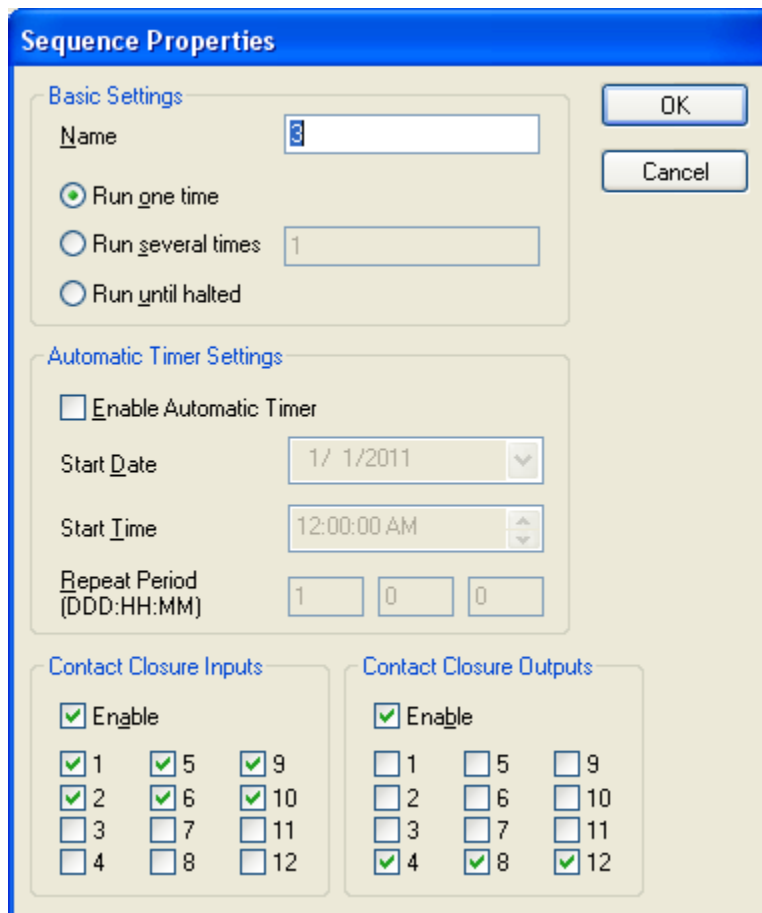 Sequence Properties
Basic Settings
OK
Name 3
Cancel
Run one time
Run several times 1
Run until halted
Automatic Timer Settings
Enable Automatic Timer
Start Date 1/ 1/2011
Start Time 12:00:00 AM
Repeat Period
(DDD:HH:MM) 1 0 0
Contact Closure Inputs Contact Closure Outputs
Enable Enable
1 5 9 1 5 9
2 6 10 2 6 10
3 7 11 3 7 11
4 8 12 4 8 12